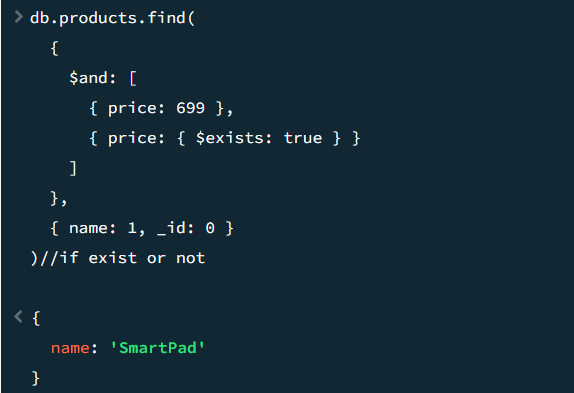 > db.products.find(
{
$and: [
{ price: 699 },
{ price: { $exists: true } }
]
},
{ name: 1, _id: 0 }
)//if exist or not
< {
name: 'SmartPad'
}